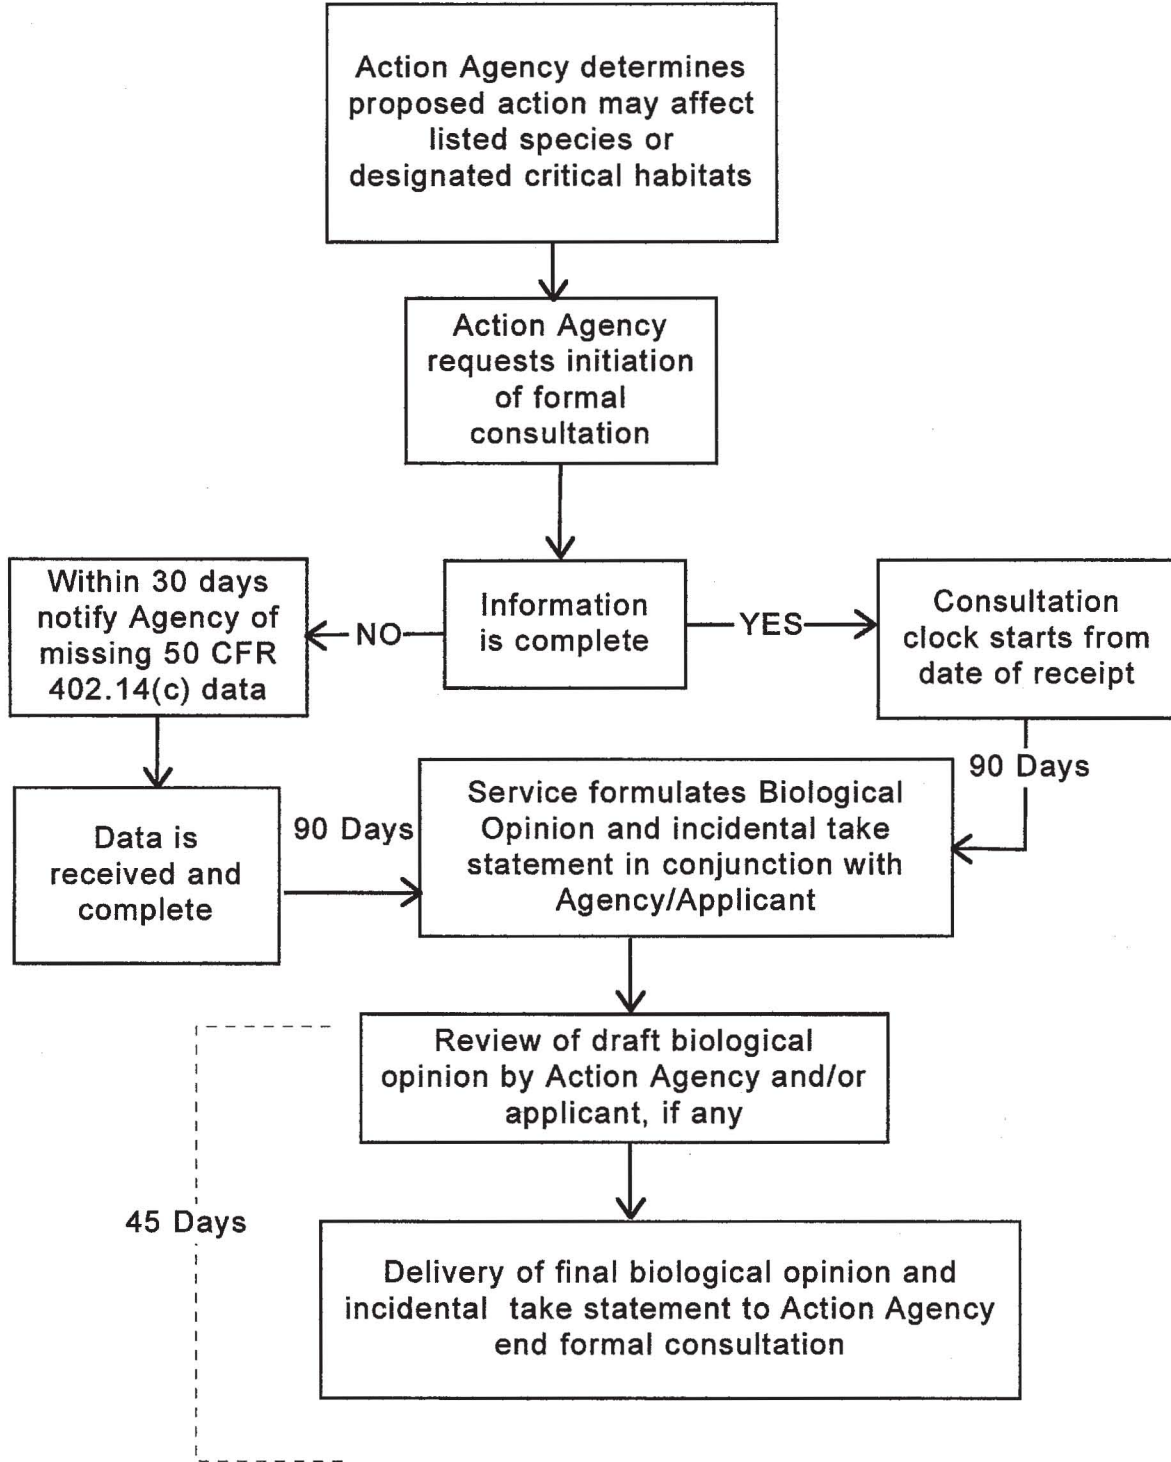 Action Agency determines
proposed action may affect
listed species or
designated critical habitats
Action Agency
requests initiation
of formal
consultation
Within 30 days
notify Agency of
missing 50 CFR
402.14(c) data
NO
Information
is complete
YES
Consultation
clock starts from
date of receipt
90 Days
Data is
received and
complete
90 Days
Service formulates Biological
Opinion and incidental take
statement in conjunction with
Agency/Applicant
Review of draft biological
opinion by Action Agency and/or
applicant, if any
45 Days
Delivery of final biological opinion and
incidental take statement to Action Agency
end formal consultation